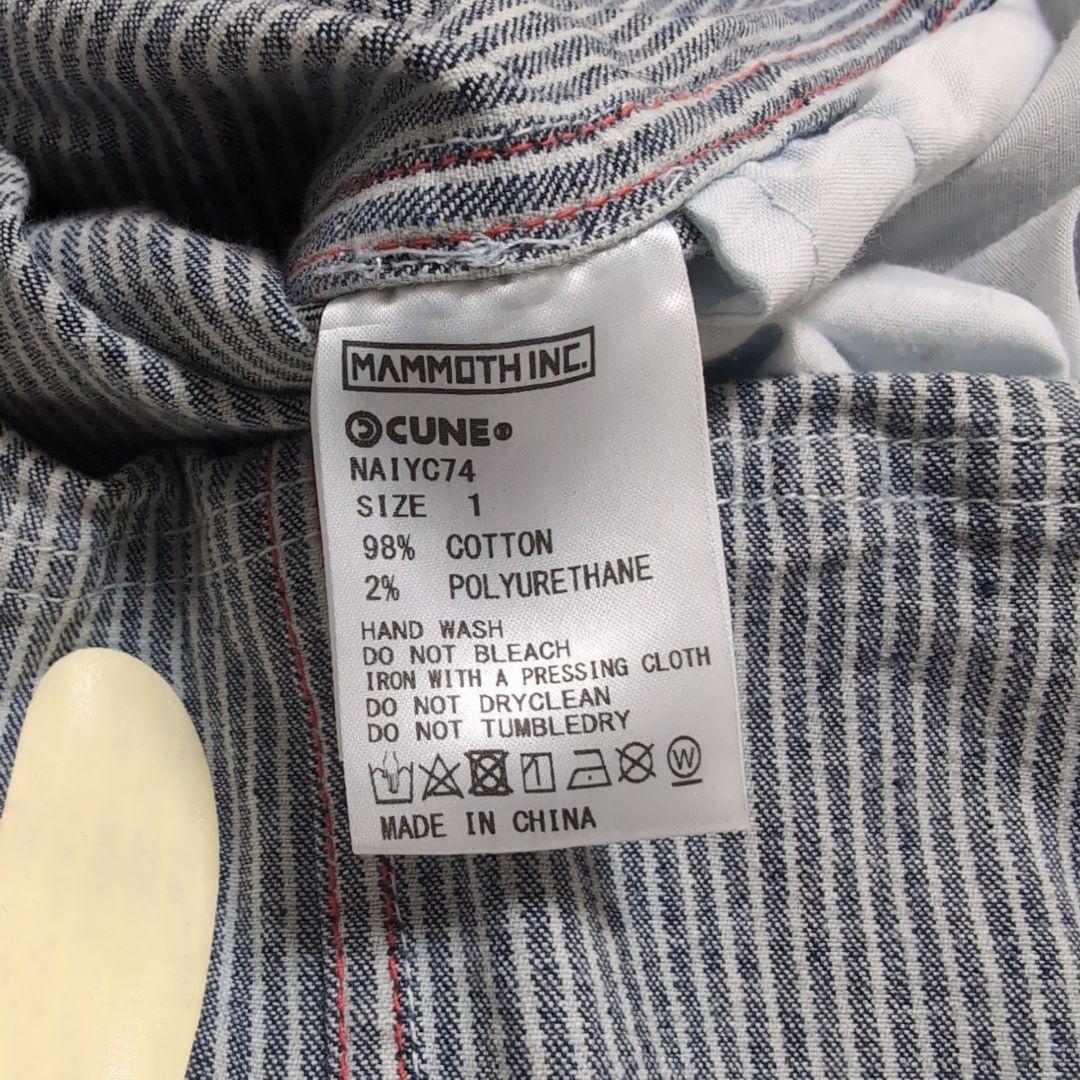 MAMMOTH INC.
CUNE®
NAIYC74
SIZE 1
98% COTTON
2% POLYURETHANE
HAND WASH
DO NOT BLEACH
IRON WITH A PRESSING CLOTH
DO NOT DRYCLEAN
DO NOT TUMBLEDRY
W
MADE IN CHINA